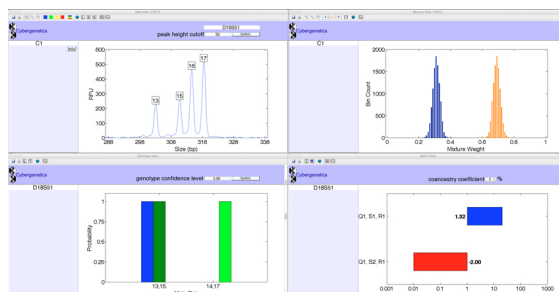 D18S51
Cybergenetics
peak height cutoff
50
C1
600
500
400
300
200
100
0
RFU
13
15
16
17
288
298
308
318
328
338
Size (bp)
Cybergenetics
C1
2000
1500
1000
500
0
Bin Count
0
0.2
0.4
0.6
0.8
1
Mixture Weight
Cybergenetics
genotype confidence level
D18S51
1
0.75
0.5
0.25
0
Probability
13,15
14,17
Cybergenetics
coancestry coefficient
%
D18S51
Q1, S1, R1
1.32
Q1, S2, R1
-2.00
0.001
0.01
0.1
1
10
100
1000